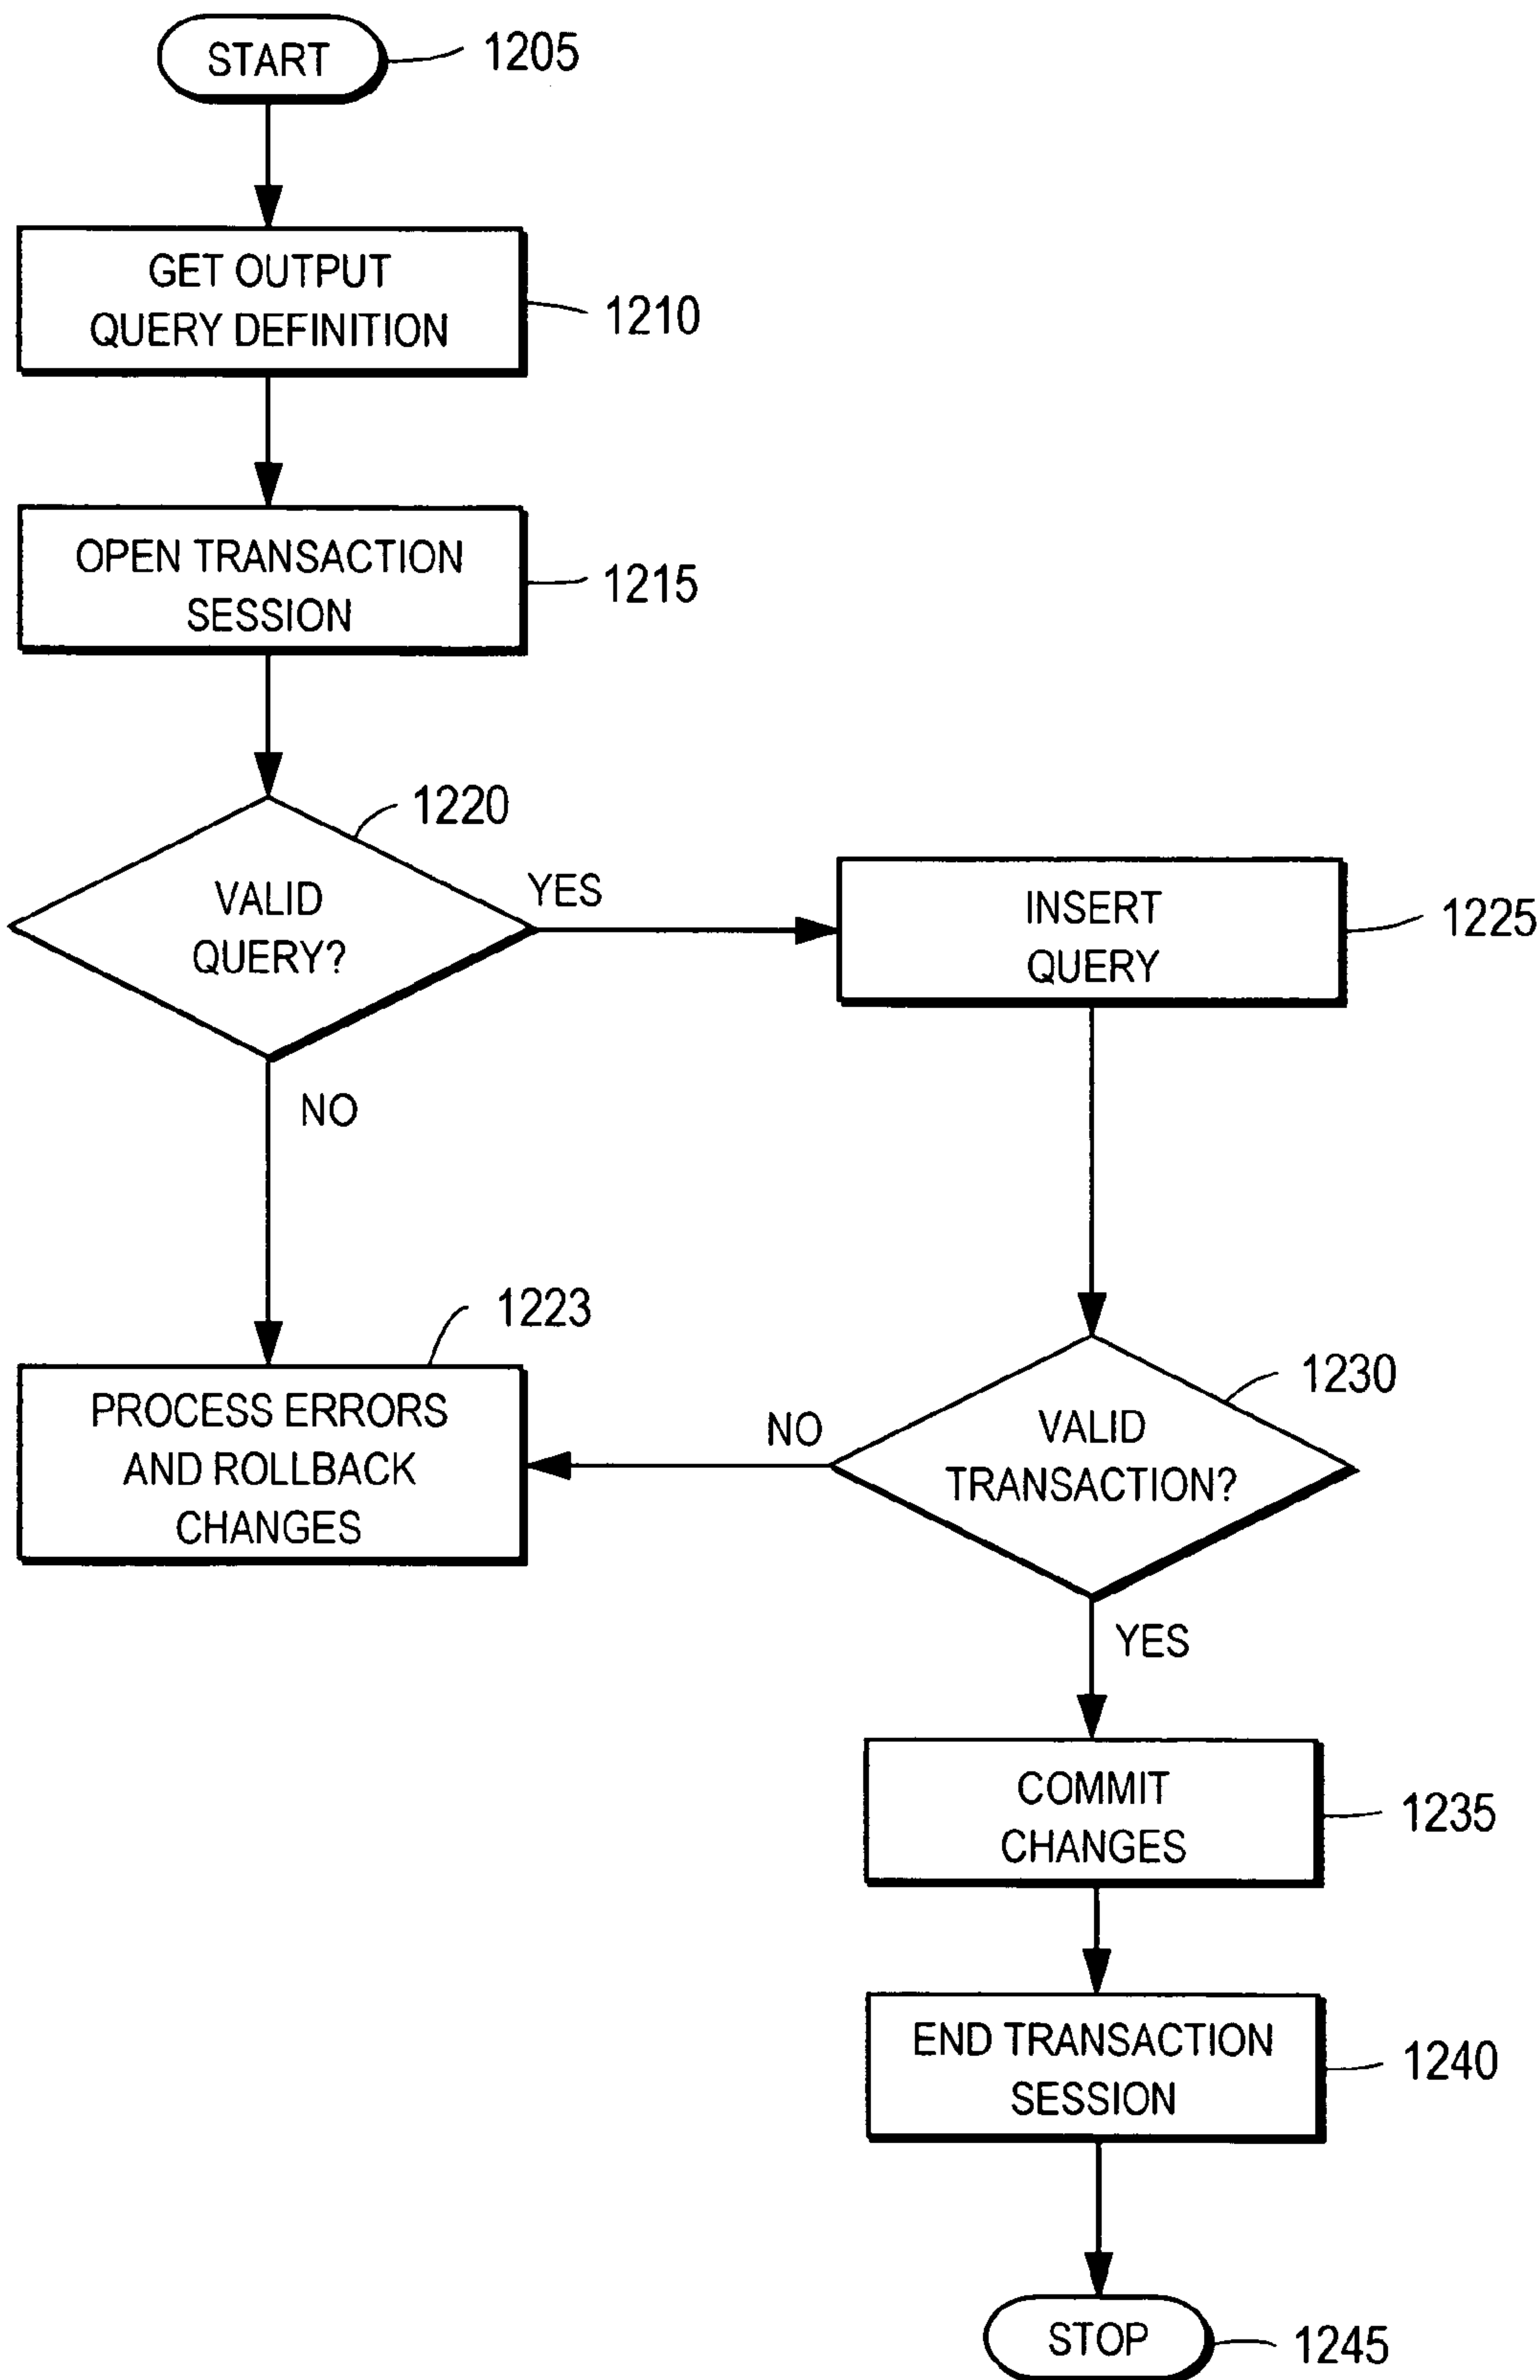 START
1205
GET OUTPUT
QUERY DEFINITION
1210
OPEN TRANSACTION
SESSION
1215
1220
VALID
QUERY?
YES
NO
INSERT
QUERY
1225
1223
PROCESS ERRORS
AND ROLLBACK
CHANGES
NO
1230
VALID
TRANSACTION?
YES
COMMIT
CHANGES
1235
END TRANSACTION
SESSION
1240
STOP
1245